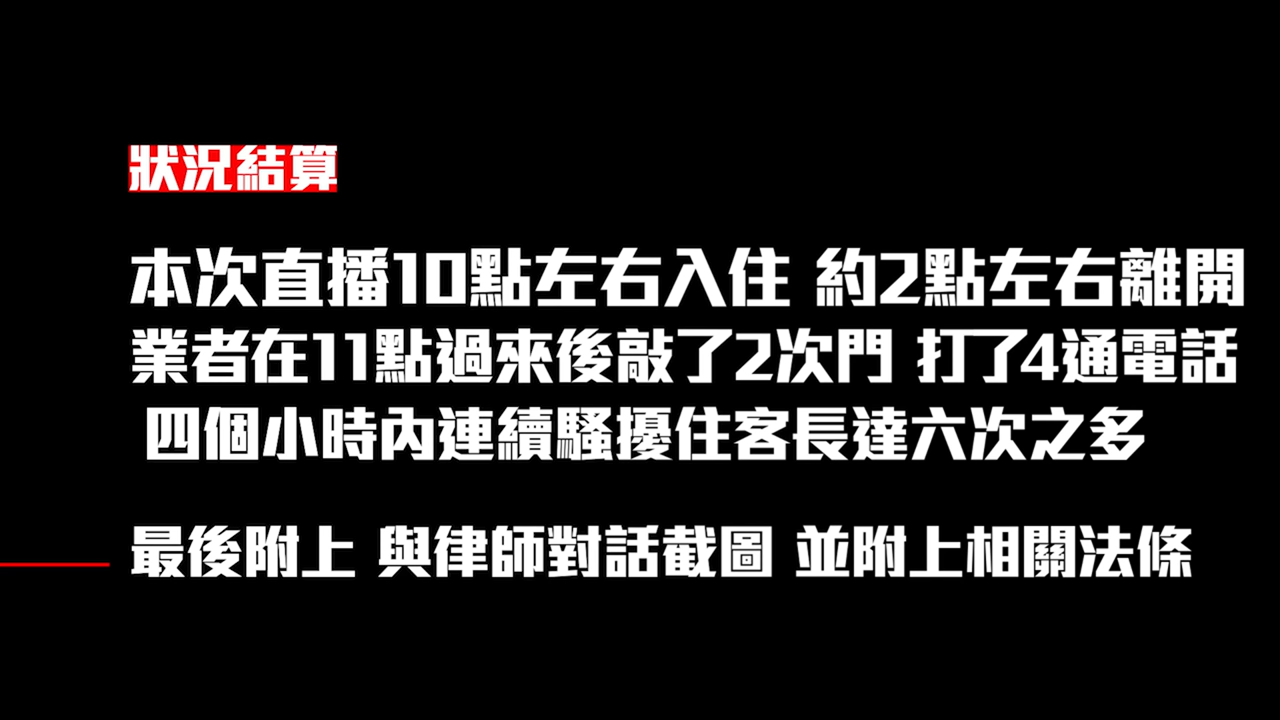 狀況結算
本次直播10點左右入住 約2點左右離開
業者在11點過來後敲了2次門 打了4通電話
四個小時內連續騷擾住客長達六次之多
最後附上 與律師對話截圖 並附上相關法條